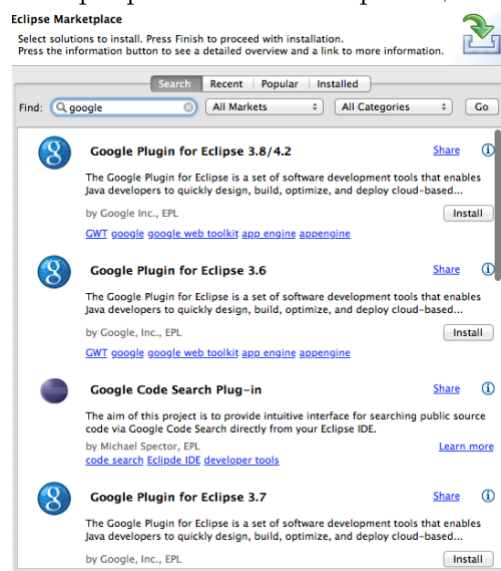 Eclipse Marketplace
Select solutions to install. Press Finish to proceed with installation.
Press the information button to see a detailed overview and a link to more information.
Search Recent Popular Installed
Find: google All Markets All Categories Go
Google Plugin for Eclipse 3.8/4.2 Share
The Google Plugin for Eclipse is a set of software development tools that enables
Java developers to quickly design, build, optimize, and deploy cloud-based...
by Google Inc., EPL Install
GWT google google web toolkit app engine appengine
Google Plugin for Eclipse 3.6 Share
The Google Plugin for Eclipse is a set of software development tools that enables
Java developers to quickly design, build, optimize, and deploy cloud-based...
by Google, Inc., EPL Install
GWT google google web toolkit app engine appengine
Google Code Search Plug-in Share
The aim of this project is to provide intuitive interface for searching public source
code via Google Code Search directly from your Eclipse IDE.
by Michael Spector, EPL Learn more
code search Eclipde IDE developer tools
Google Plugin for Eclipse 3.7 Share
The Google Plugin for Eclipse is a set of software development tools that enables
Java developers to quickly design, build, optimize, and deploy cloud-based...
by Google, Inc., EPL Install